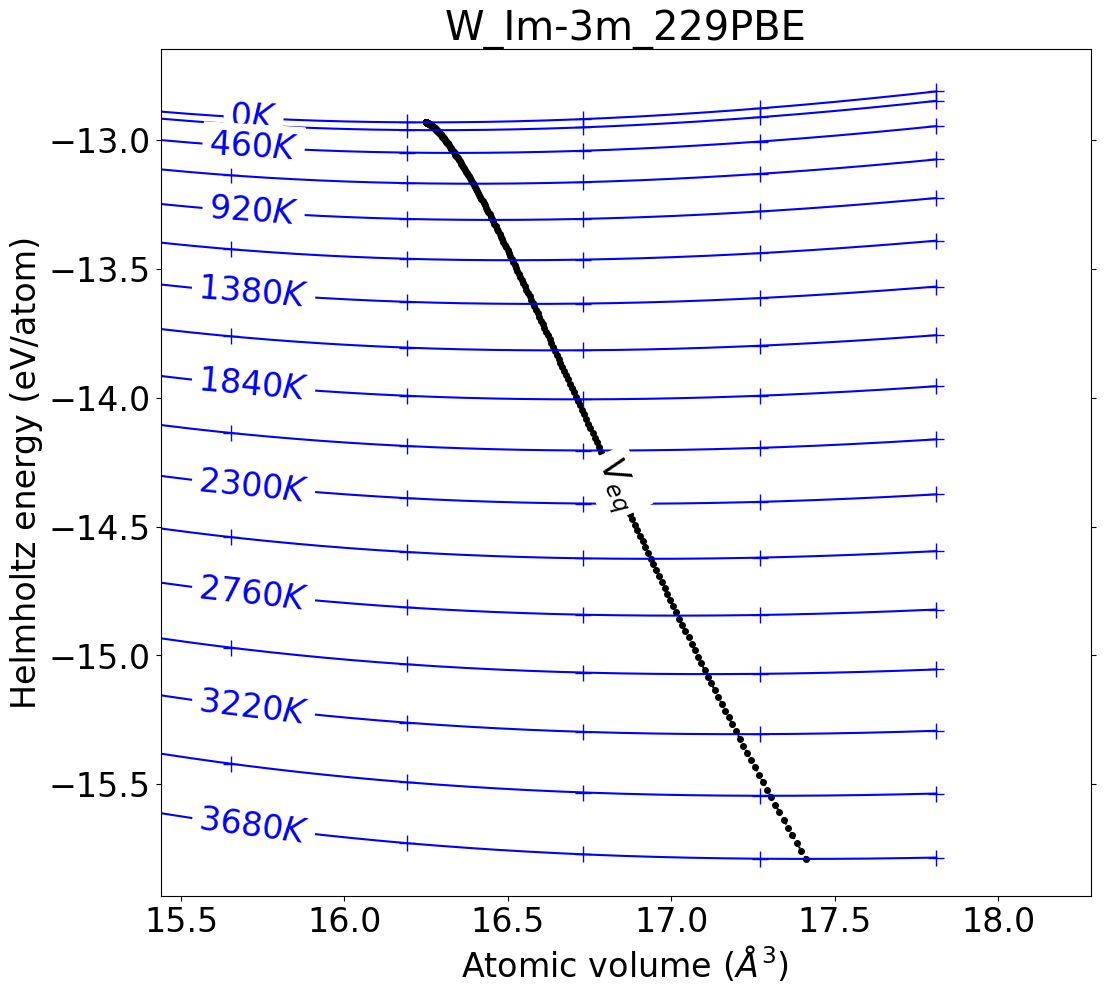 W_Im-3m_229PBE
Helmholtz energy (eV/atom)
−13.0
−13.5
−14.0
−14.5
−15.0
−15.5
0K
460K
920K
1380K
1840K
2300K
2760K
3220K
3680K
V_eq
15.5 16.0 16.5 17.0 17.5 18.0
Atomic volume (Å³)